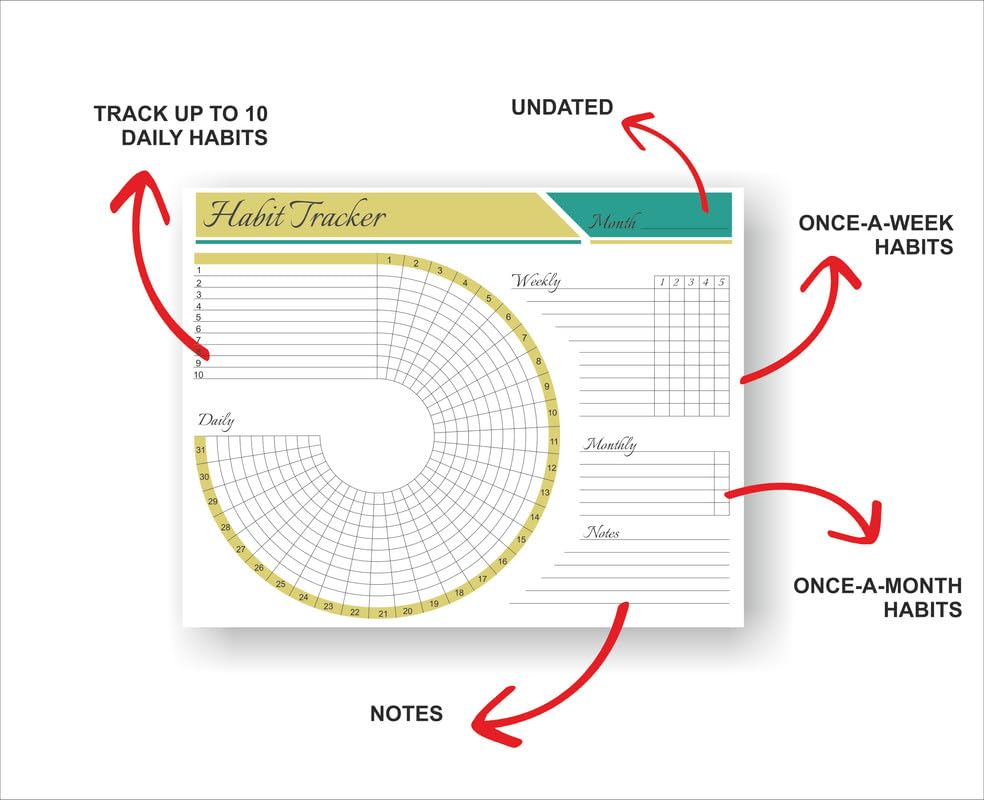 TRACK UP TO 10
DAILY HABITS
UNDATED
ONCE-A-WEEK
HABITS
Habit Tracker
Month
1
2
3
4
5
6
7
9
10
1 2 3 4 5 6 7 8 9 10 11 12 13 14 15 16 17 18 19 20 21 22 23 24 25 26 27 28 29 30 31
Daily
Weekly
1 2 3 4 5
Monthly
Notes
ONCE-A-MONTH
HABITS
NOTES